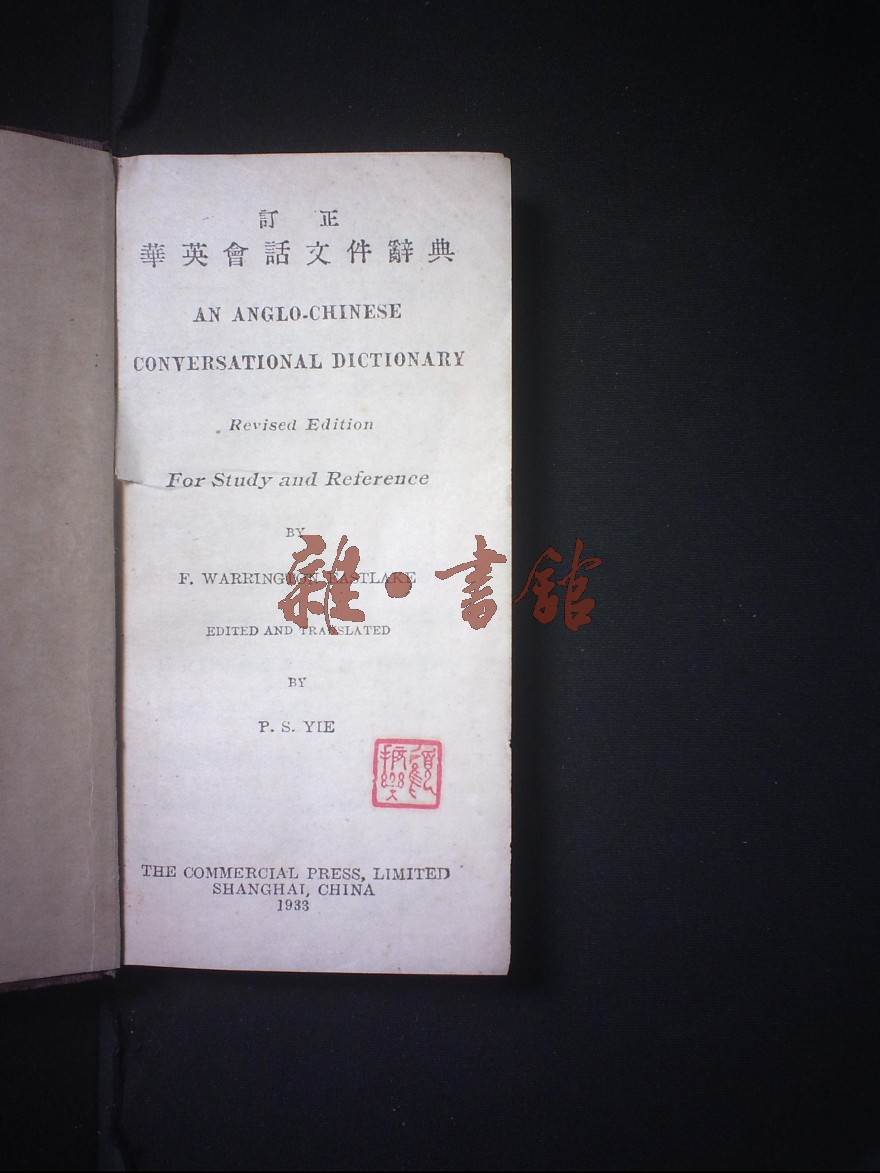 訂 正
華英會話文件辭典
AN ANGLO-CHINESE
CONVERSATIONAL DICTIONARY
Revised Edition
For Study and Reference
BY
F. WARRINGTON EASTLAKE
雜·書館
EDITED AND TRANSLATED
BY
P. S. YIE
THE COMMERCIAL PRESS, LIMITED
SHANGHAI, CHINA
1933